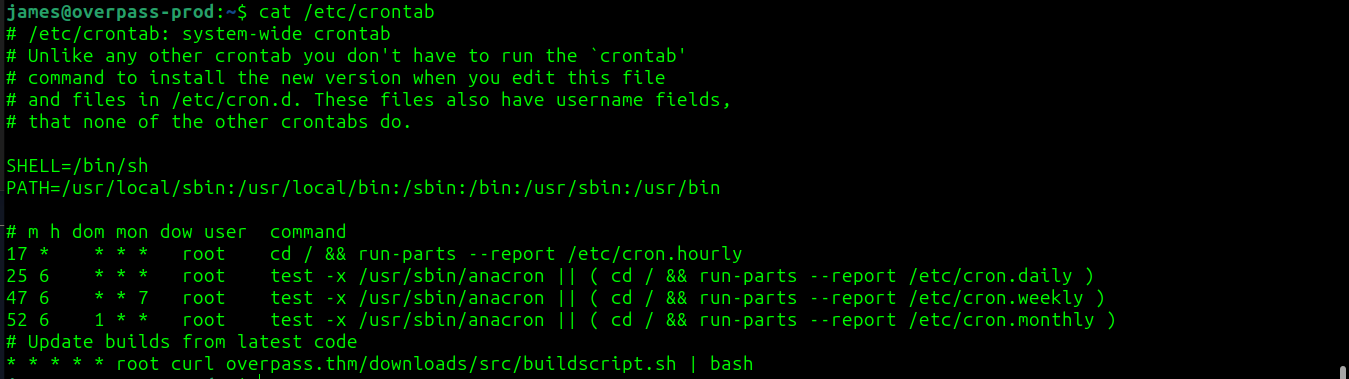 james@overpass-prod:~$ cat /etc/crontab
# /etc/crontab: system-wide crontab
# Unlike any other crontab you don't have to run the `crontab'
# command to install the new version when you edit this file
# and files in /etc/cron.d. These files also have username fields,
# that none of the other crontabs do.
SHELL=/bin/sh
PATH=/usr/local/sbin:/usr/local/bin:/sbin:/bin:/usr/sbin:/usr/bin
# m h dom mon dow user  command
17 *    * * *   root    cd / && run-parts --report /etc/cron.hourly
25 6    * * *   root    test -x /usr/sbin/anacron || ( cd / && run-parts --report /etc/cron.daily )
47 6    * * 7   root    test -x /usr/sbin/anacron || ( cd / && run-parts --report /etc/cron.weekly )
52 6    1 * *   root    test -x /usr/sbin/anacron || ( cd / && run-parts --report /etc/cron.monthly )
# Update builds from latest code
* * * * * root curl overpass.thm/downloads/src/buildscript.sh | bash